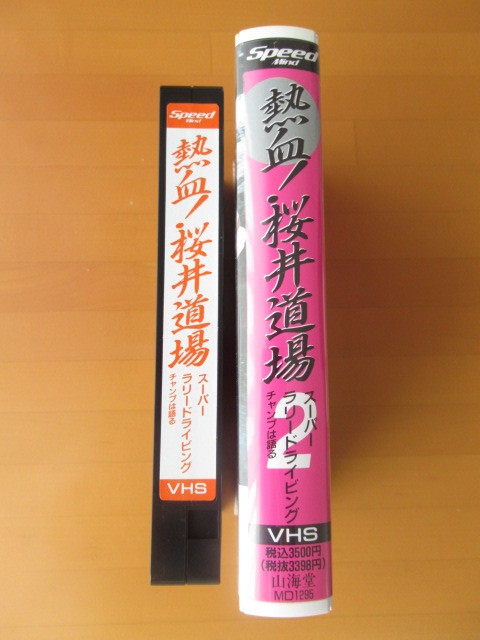 Speed
Mind
熱血!桜井道場
スーパー
ラリードライビング
チャンプは語る
VHS
Speed
Mind
熱血!桜井道場
2
スーパー
ラリードライビング
チャンプは語る
VHS
税込3500円
(税抜3398円)
山海堂
MD1295